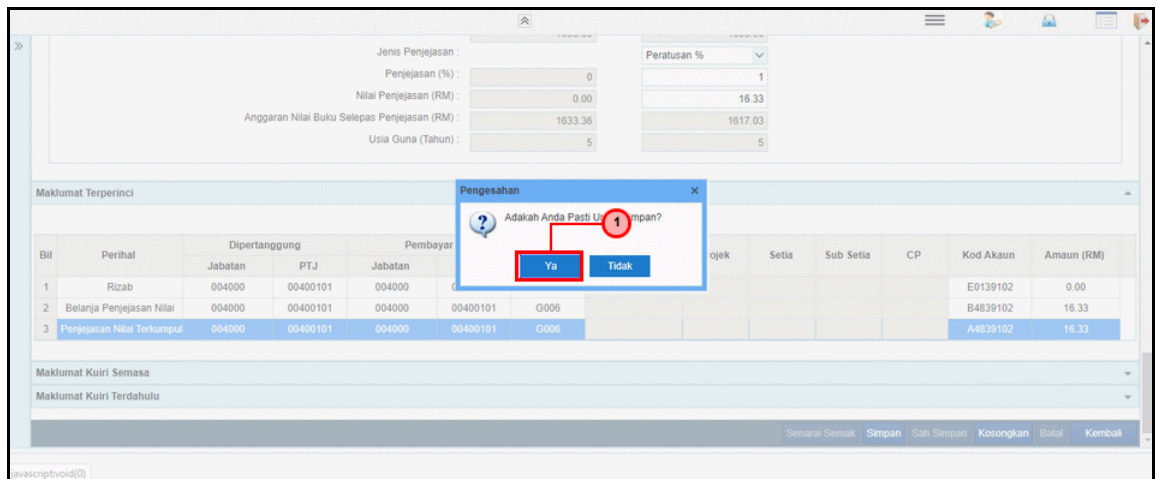 Jenis Penjejasan : Peratusan %
Penjejasan (%) : 0 1
Nilai Penjejasan (RM) : 0.00 16.33
Anggaran Nilai Buku Selepas Penjejasan (RM) : 1633.36 1617.03
Usia Guna (Tahun) : 5 5
Maklumat Terperinci
Pengesahan x
Adakah Anda Pasti
1
Ya Tidak
Bil Perihal Dipertanggung Pembayar Setia Sub Setia CP Kod Akaun Amaun (RM)
Jabatan PTJ Jabatan
1 Rizab 004000 00400101 004000 E0139102 0.00
2 Belanja Penjejasan Nilai 004000 00400101 004000 00400101 G006 B4839102 16.33
3 Penjejasan Nilai Terkumpul 004000 00400101 004000 00400101 G006 A4839102 16.33
Maklumat Kuiri Semasa
Maklumat Kuiri Terdahulu
Senarai Semak Simpan Sah Simpan Kosongkan Batal Kembali
javascript:void(0)